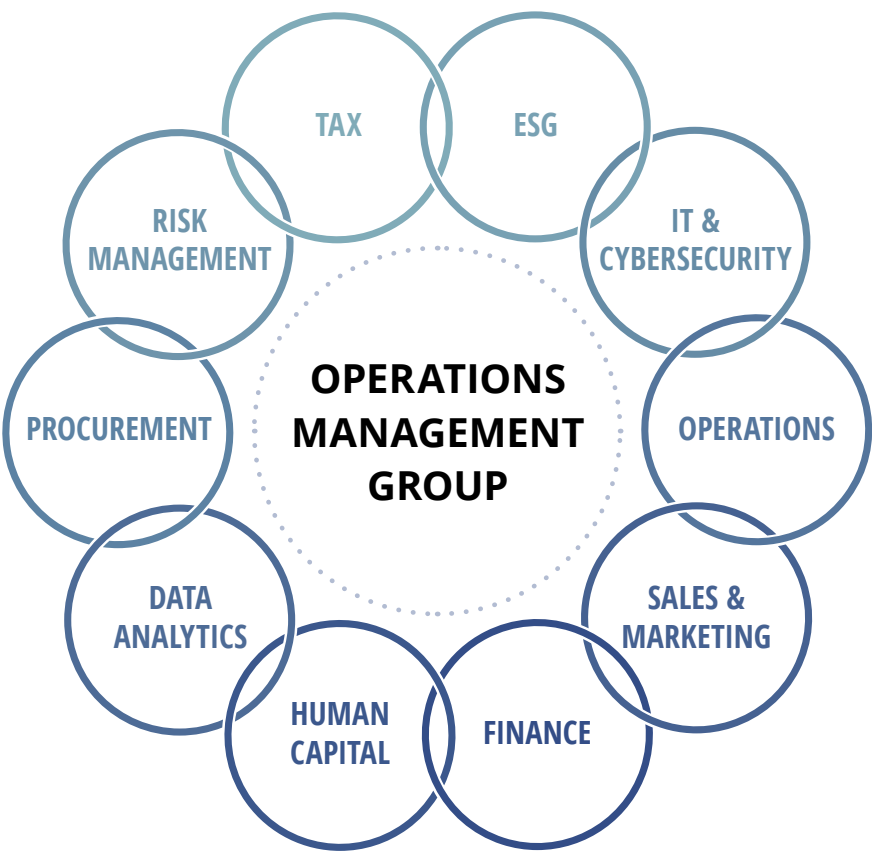 TAX
ESG
RISK
MANAGEMENT
IT &
CYBERSECURITY
OPERATIONS
MANAGEMENT
GROUP
PROCUREMENT
OPERATIONS
DATA
ANALYTICS
SALES &
MARKETING
HUMAN
CAPITAL
FINANCE